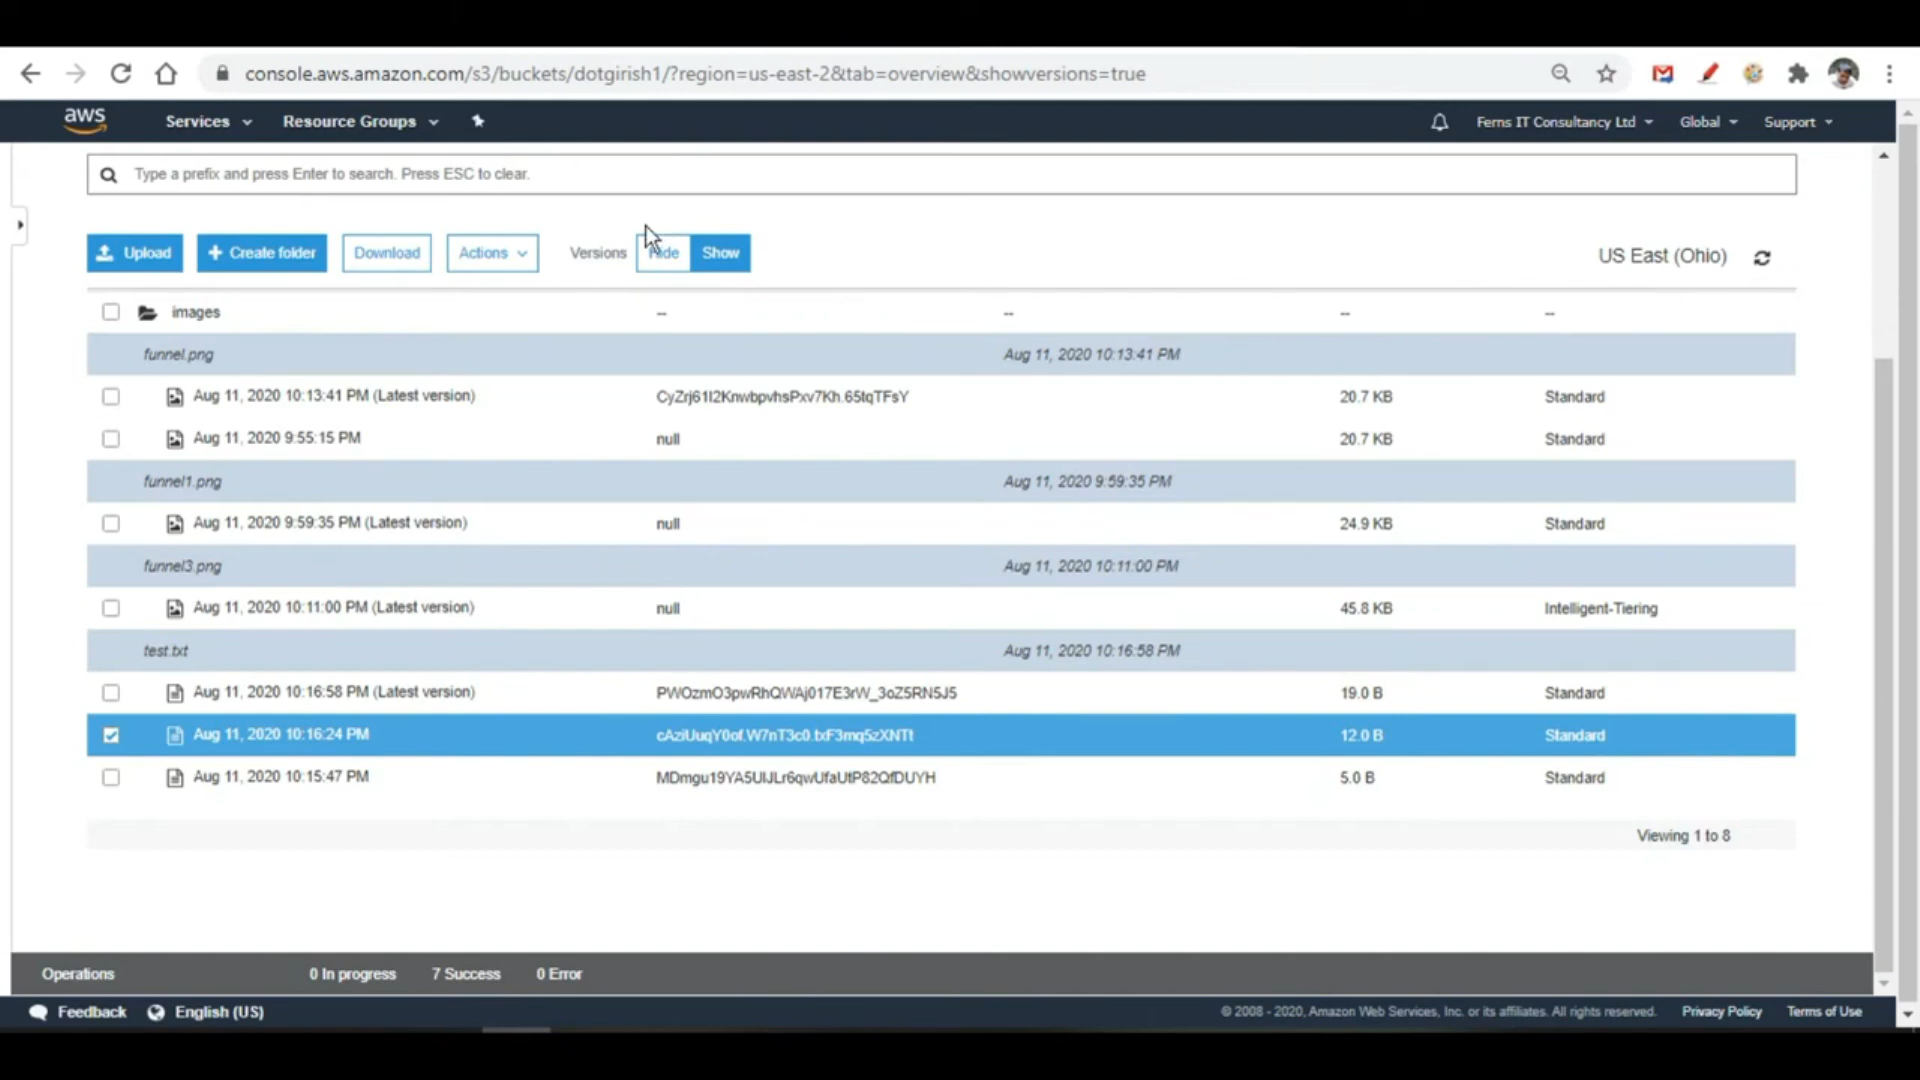 console.aws.amazon.com/s3/buckets/dotgirish1/?region=us-east-2&tab=overview&showversions=true
aws Services Resource Groups Ferns IT Consultancy Ltd Global Support
Type a prefix and press Enter to search. Press ESC to clear.
Upload + Create folder Download Actions Versions Hide Show US East (Ohio)
images -- -- -- --
funnel.png Aug 11, 2020 10:13:41 PM
Aug 11, 2020 10:13:41 PM (Latest version) CyZrj61I2KnwbpvhsPxv7Kh.65tqTFsY 20.7 KB Standard
Aug 11, 2020 9:55:15 PM null 20.7 KB Standard
funnel1.png Aug 11, 2020 9:59:35 PM
Aug 11, 2020 9:59:35 PM (Latest version) null 24.9 KB Standard
funnel3.png Aug 11, 2020 10:11:00 PM
Aug 11, 2020 10:11:00 PM (Latest version) null 45.8 KB Intelligent-Tiering
test.txt Aug 11, 2020 10:16:58 PM
Aug 11, 2020 10:16:58 PM (Latest version) PWOzmO3pwRhQWAj017E3rW_3oZ5RN5J5 19.0 B Standard
Aug 11, 2020 10:16:24 PM cAziUuqY0of.W7nT3c0.txF3mq5zXNTt 12.0 B Standard
Aug 11, 2020 10:15:47 PM MDmgu19YA5UIJLr6qwUfaUtP82QfDUYH 5.0 B Standard
Viewing 1 to 8
Operations 0 In progress 7 Success 0 Error
Feedback English (US) © 2008 - 2020, Amazon Web Services, Inc. or its affiliates. All rights reserved. Privacy Policy Terms of Use